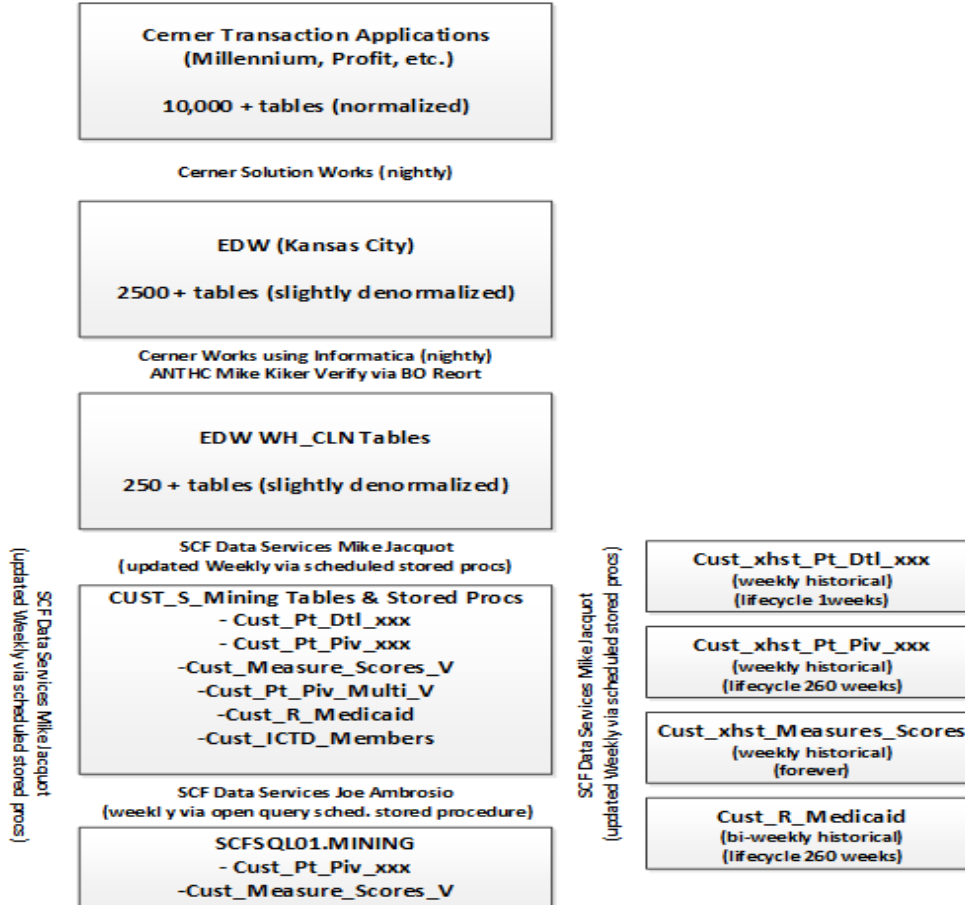 Cerner Transaction Applications
(Millennium, Profit, etc.)
10,000 + tables (normalized)
Cerner Solution Works (nightly)
EDW (Kansas City)
2500 + tables (slightly denormalized)
Cerner Works using Informatica (nightly)
ANTHC Mike Kiker Verify via BO Reort
EDW WH_CLN Tables
250 + tables (slightly denormalized)
SCF Data Services Mike Jacquot
(updated Weekly via scheduled stored procs)
CUST_S_Mining Tables & Stored Procs
- Cust_Pt_Dtl_xxx
- Cust_Pt_Piv_xxx
-Cust_Measure_Scores_V
-Cust_Pt_Piv_Multi_V
-Cust_R_Medicaid
-Cust_ICTD_Members
SCF Data Services Joe Ambrosio
(weekly via open query sched. stored procedure)
SCFSQL01.MINING
- Cust_Pt_Piv_xxx
-Cust_Measure_Scores_V
SCF Data Services Mike Jacquot
(updated Weekly via scheduled stored procs)
SCF Data Services Mike Jacquot
(updated Weekly via scheduled stored procs)
Cust_xhst_Pt_Dtl_xxx
(weekly historical)
(lifecycle 1weeks)
Cust_xhst_Pt_Piv_xxx
(weekly historical)
(lifecycle 260 weeks)
Cust_xhst_Measures_Scores
(weekly historical)
(forever)
Cust_R_Medicaid
(bi-weekly historical)
(lifecycle 260 weeks)